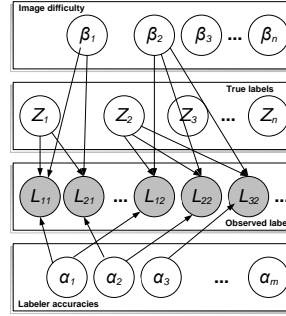 Image difficulty
β1 β2 β3 ... βn
True labels
Z1 Z2 Z3 ... Zn
L11 L21 ... L12 L22 L32 ...
Observed label
α1 α2 α3 ... αm
Labeler accuracies